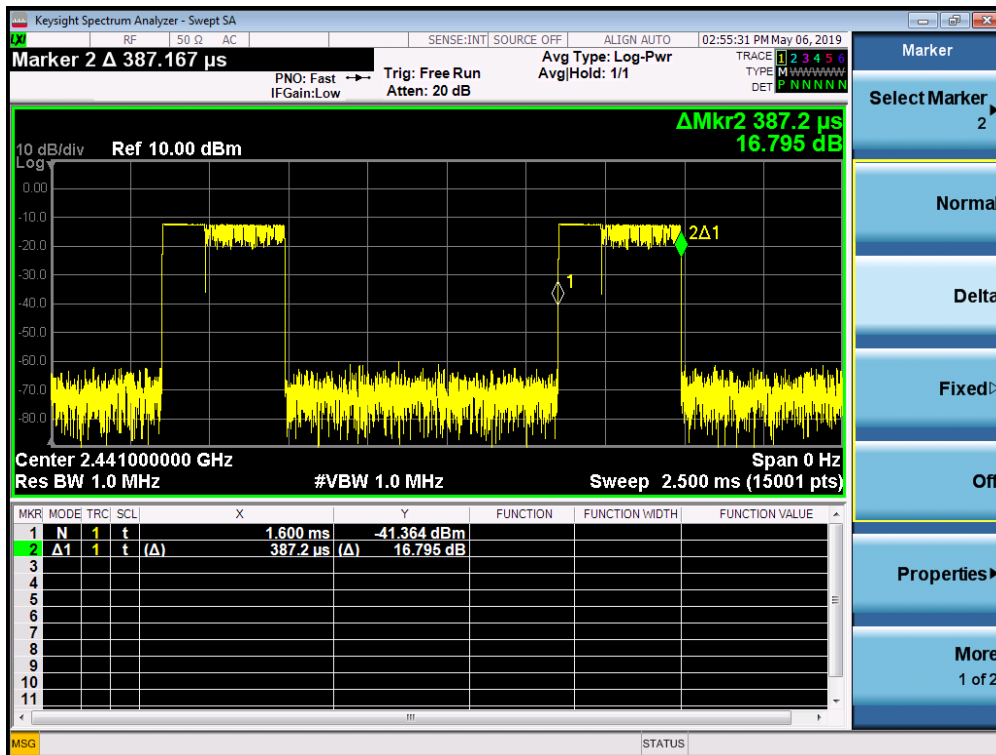 Keysight Spectrum Analyzer - Swept SA
LXI RF 50 Ω AC SENSE:INT SOURCE OFF ALIGN AUTO 02:55:31 PM May 06, 2019
Marker 2 Δ 387.167 μs
PNO: Fast
IFGain:Low
Trig: Free Run
Atten: 20 dB
Avg Type: Log-Pwr
Avg|Hold: 1/1
TRACE 1 2 3 4 5 6
TYPE M WWWWW
DET P N N N N N
ΔMkr2 387.2 μs
16.795 dB
10 dB/div Ref 10.00 dBm
Log
0.00
-10.0
-20.0
-30.0
-40.0
-50.0
-60.0
-70.0
-80.0
2Δ1
1
Center 2.441000000 GHz Span 0 Hz
Res BW 1.0 MHz #VBW 1.0 MHz Sweep 2.500 ms (15001 pts)
MKR MODE TRC SCL X Y FUNCTION FUNCTION WIDTH FUNCTION VALUE
1 N 1 t 1.600 ms -41.364 dBm
2 Δ1 1 t (Δ) 387.2 μs (Δ) 16.795 dB
3
4
5
6
7
8
9
10
11
MSG STATUS
Marker
Select Marker
2
Normal
Delta
Fixed
Off
Properties
More
1 of 2